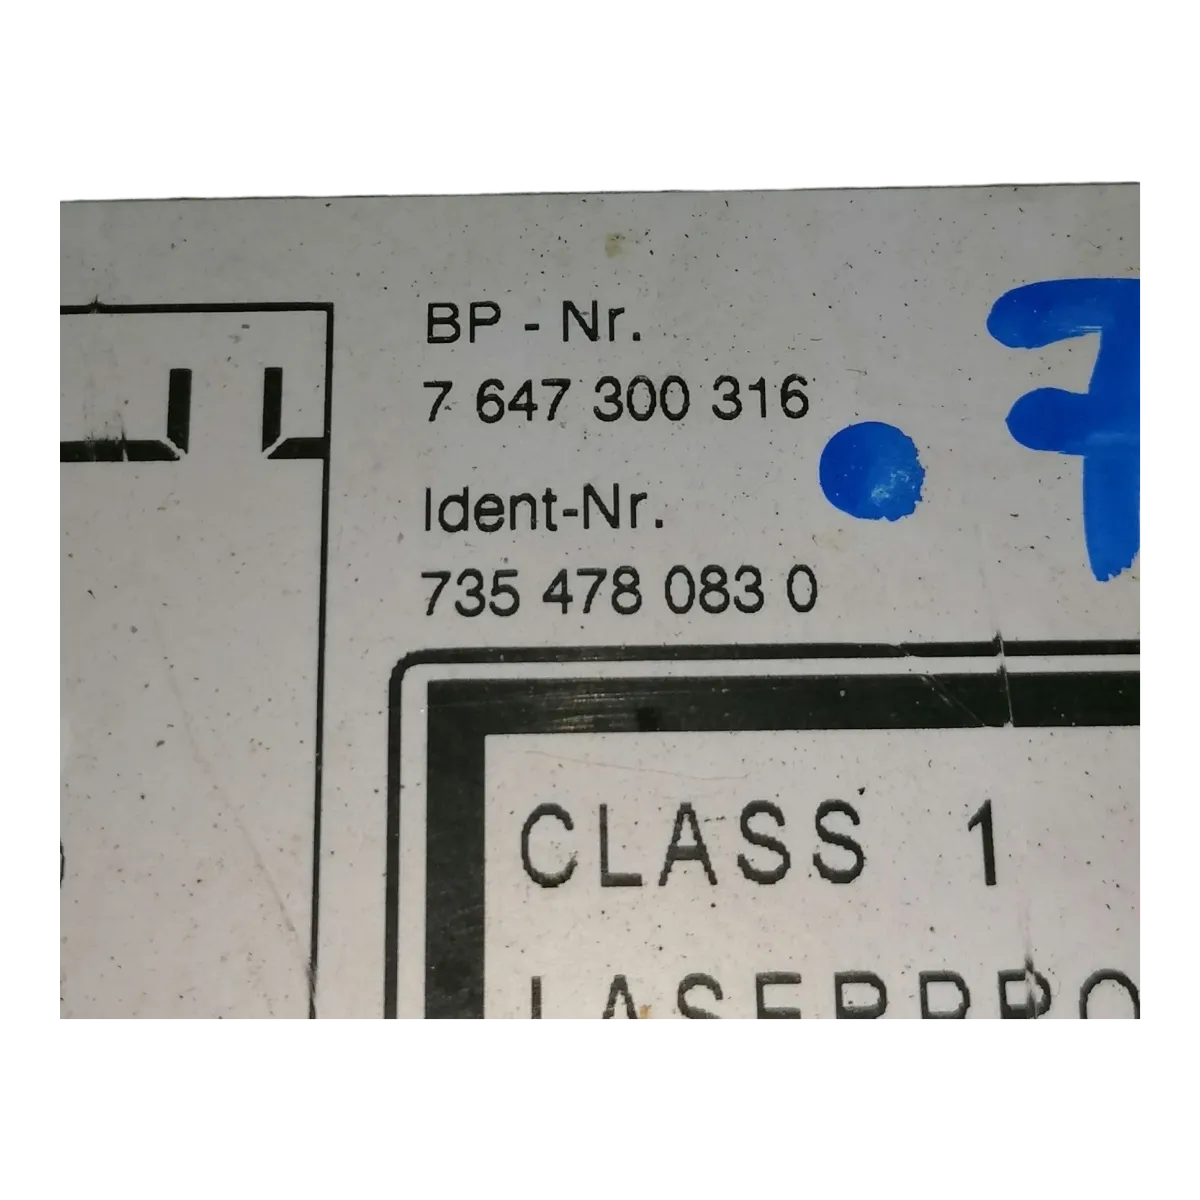 BP - Nr.
7 647 300 316
Ident-Nr.
735 478 083 0
CLASS 1